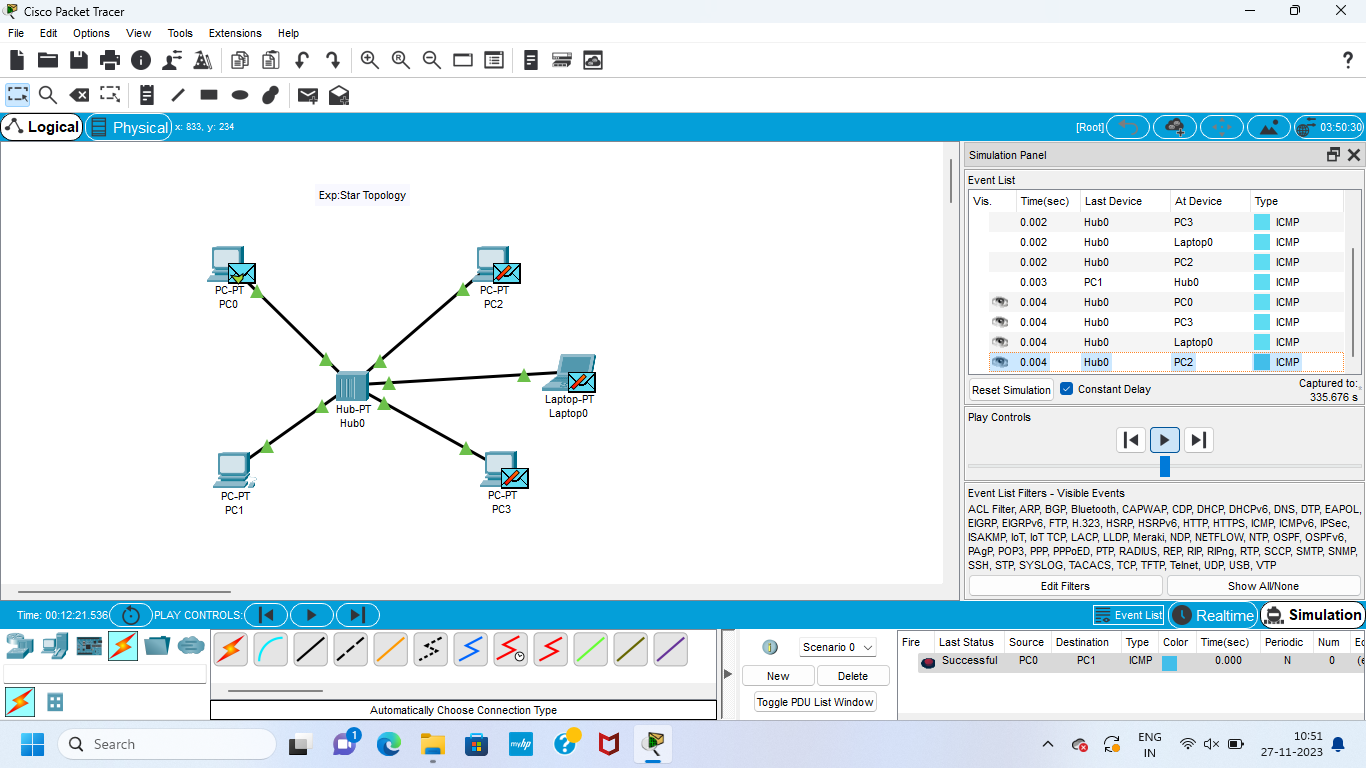 Cisco Packet Tracer
File Edit Options View Tools Extensions Help
Logical Physical x: 833, y: 234 [Root] 03:50:30
Exp:Star Topology
PC-PT
PC0
PC-PT
PC2
Laptop-PT
Laptop0
Hub-PT
Hub0
PC-PT
PC1
PC-PT
PC3
Simulation Panel
Event List
Vis. Time(sec) Last Device At Device Type
0.002 Hub0 PC3 ICMP
0.002 Hub0 Laptop0 ICMP
0.002 Hub0 PC2 ICMP
0.003 PC1 Hub0 ICMP
0.004 Hub0 PC0 ICMP
0.004 Hub0 PC3 ICMP
0.004 Hub0 Laptop0 ICMP
0.004 Hub0 PC2 ICMP
Reset Simulation Constant Delay Captured to:
335.676 s
Play Controls
Event List Filters - Visible Events
ACL Filter, ARP, BGP, Bluetooth, CAPWAP, CDP, DHCP, DHCPv6, DNS, DTP, EAPOL,
EIGRP, EIGRPv6, FTP, H.323, HSRP, HSRPv6, HTTP, HTTPS, ICMP, ICMPv6, IPSec,
ISAKMP, IoT, IoT TCP, LACP, LLDP, Meraki, NDP, NETFLOW, NTP, OSPF, OSPFv6,
PAgP, POP3, PPP, PPPoED, PTP, RADIUS, REP, RIP, RIPng, RTP, SCCP, SMTP, SNMP,
SSH, STP, SYSLOG, TACACS, TCP, TFTP, Telnet, UDP, USB, VTP
Edit Filters Show All/None
Time: 00:12:21.536 PLAY CONTROLS: Event List Realtime Simulation
Scenario 0
New Delete
Toggle PDU List Window
Fire Last Status Source Destination Type Color Time(sec) Periodic Num Ec
Successful PC0 PC1 ICMP 0.000 N 0 (e
Automatically Choose Connection Type
Search 1 myhp ENG
IN 10:51
27-11-2023